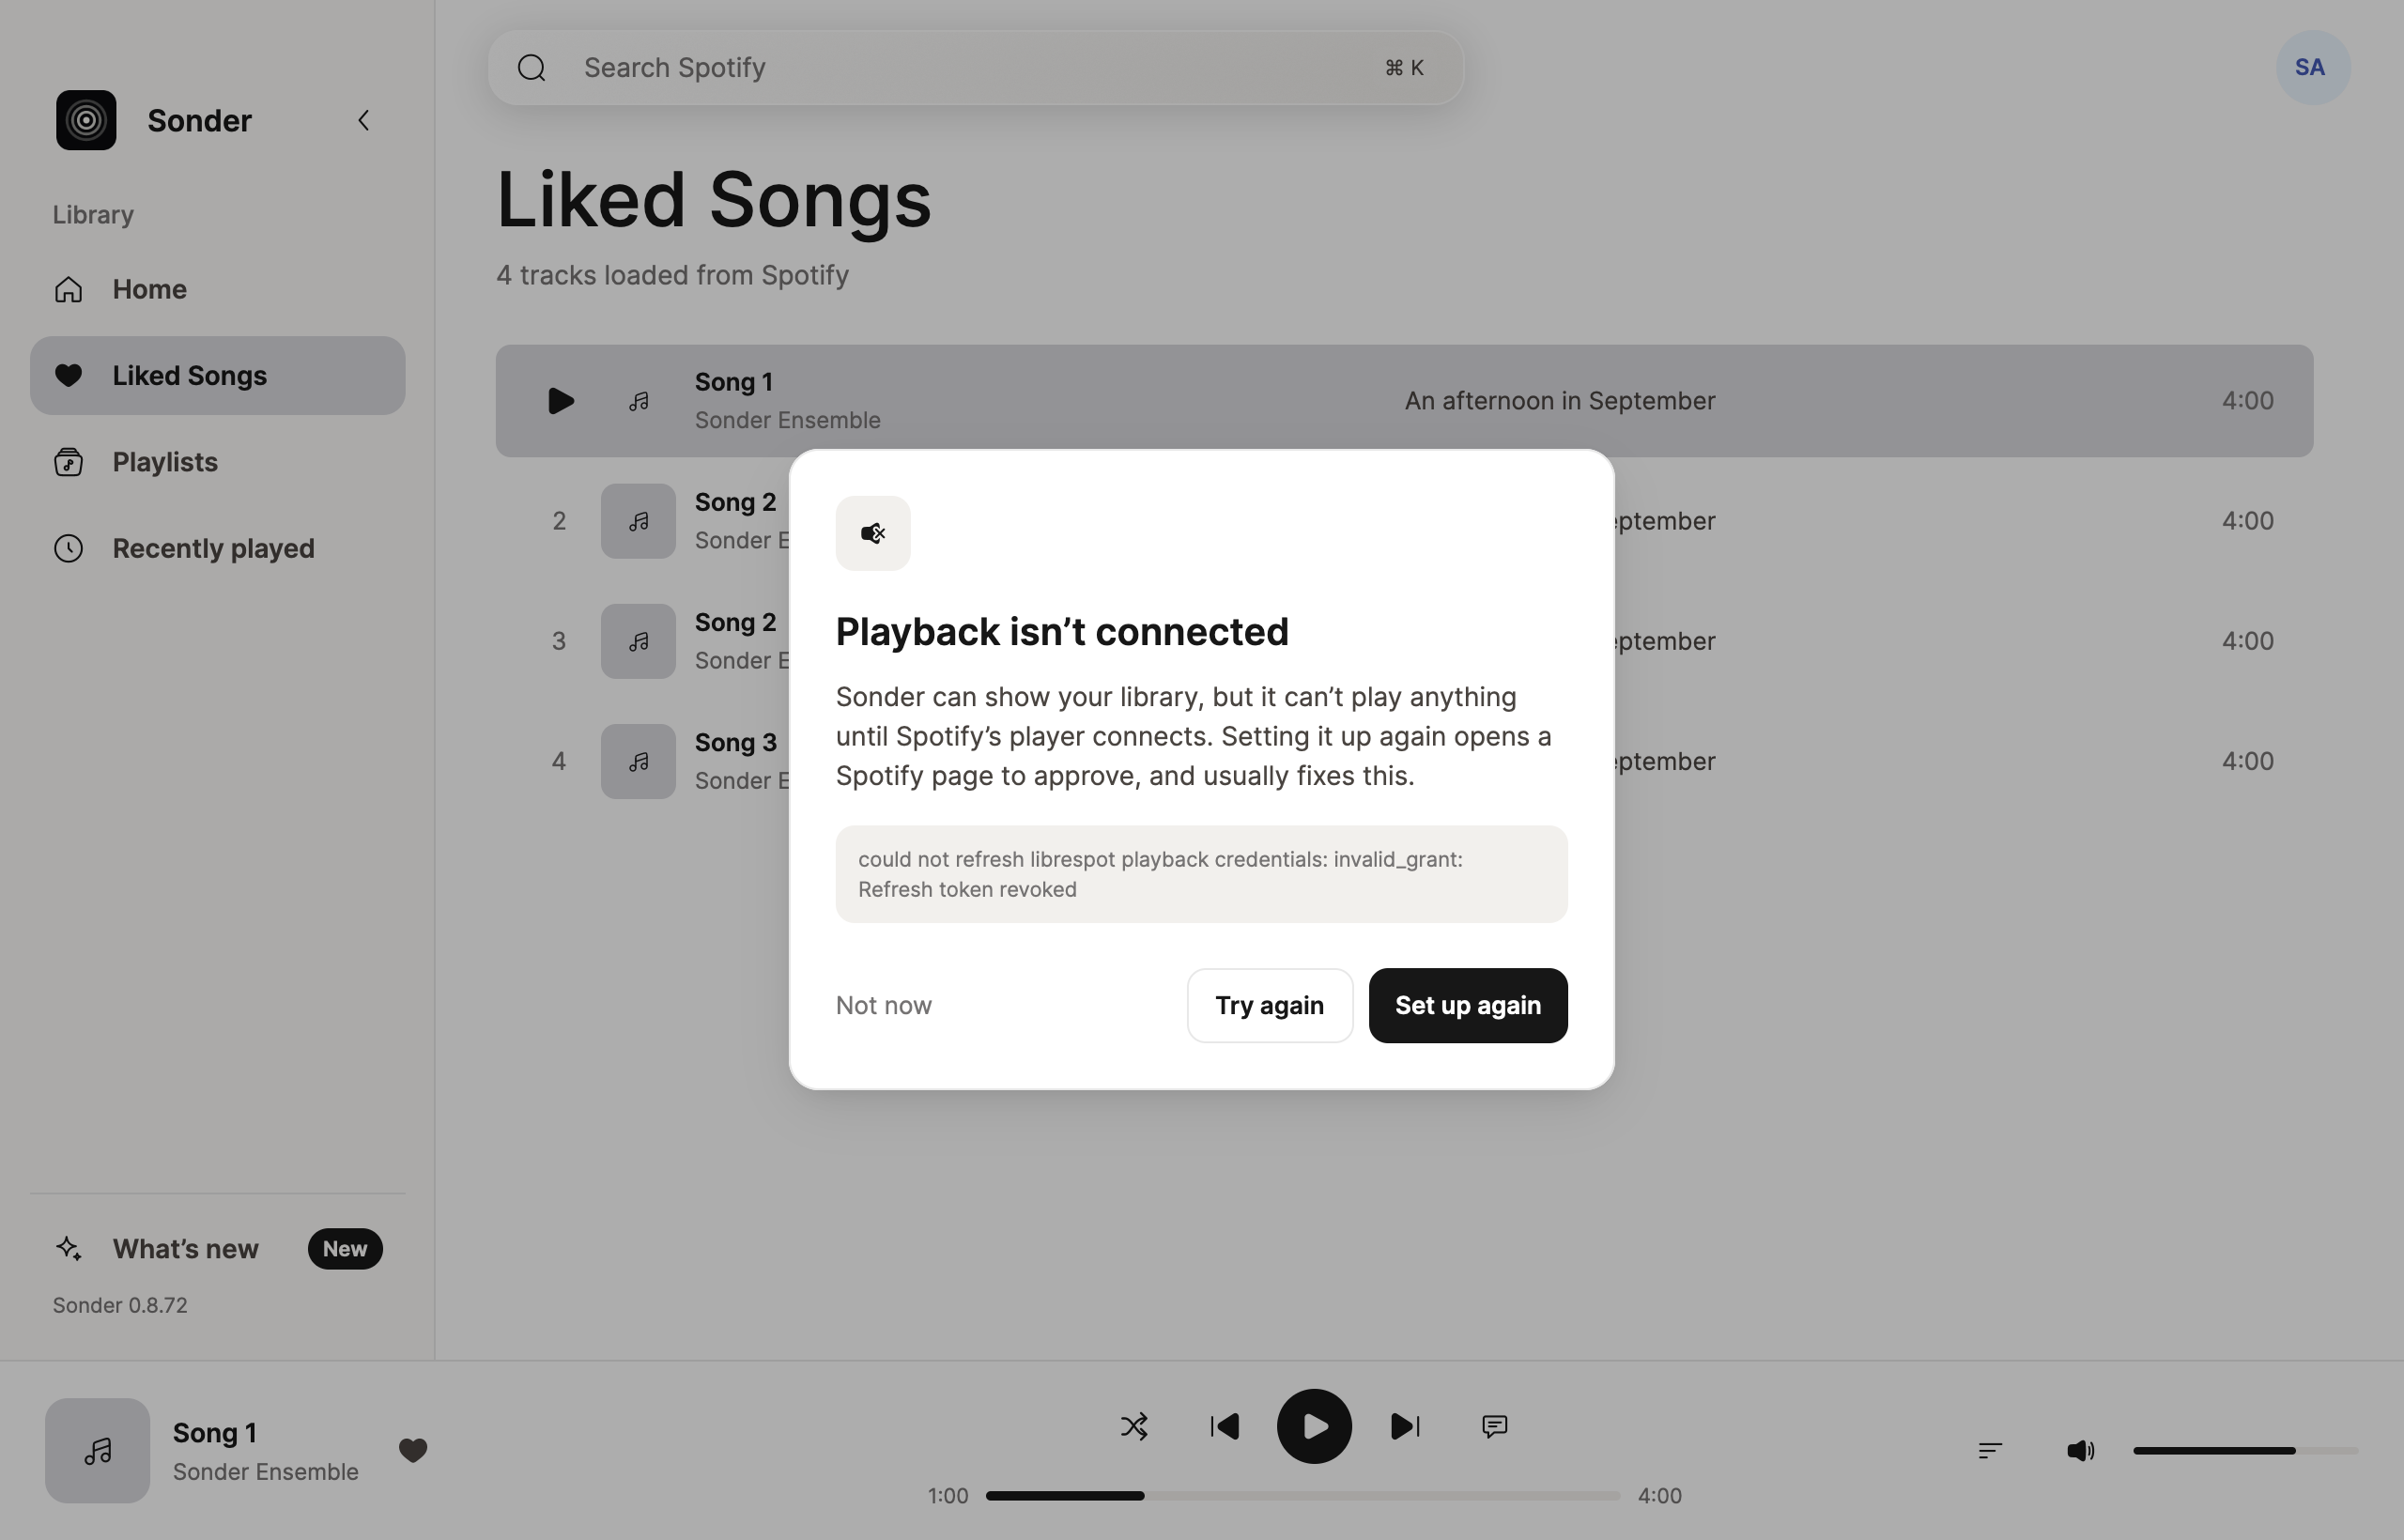 Search Spotify
⌘ K
SA
Sonder
Library
Home
Liked Songs
Playlists
Recently played
What’s new
New
Sonder 0.8.72
Liked Songs
4 tracks loaded from Spotify
Song 1
Sonder Ensemble
An afternoon in September
4:00
2
Song 2
Sonder E
eptember
4:00
3
Song 2
Sonder E
eptember
4:00
4
Song 3
Sonder E
eptember
4:00
Playback isn’t connected
Sonder can show your library, but it can’t play anything
until Spotify’s player connects. Setting it up again opens a
Spotify page to approve, and usually fixes this.
could not refresh librespot playback credentials: invalid_grant:
Refresh token revoked
Not now
Try again
Set up again
Song 1
Sonder Ensemble
1:00
4:00